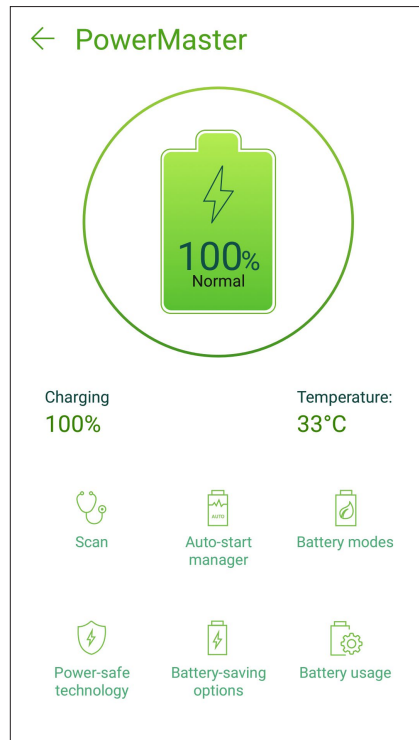 PowerMaster
100%
Normal
Charging
Temperature:
100%
33°C
Scan
AUTO
Auto-start
manager
Battery modes
Power-safe
technology
Battery-saving
options
Battery usage